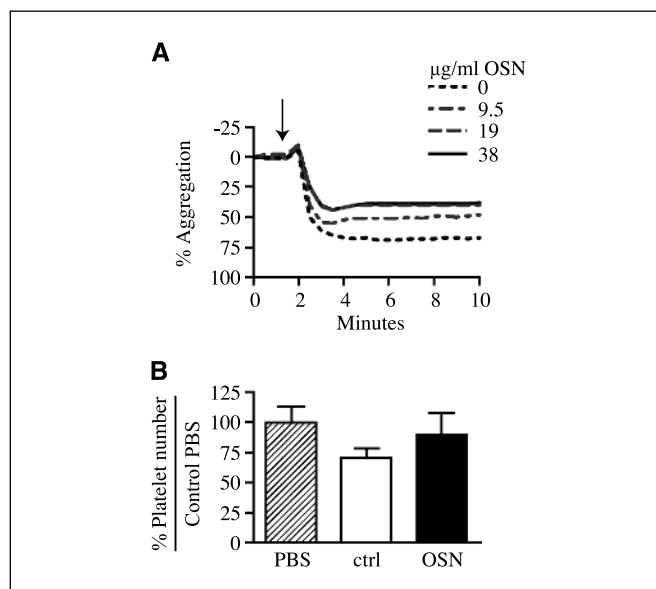 A
µg/ml OSN
0
9.5
19
38
% Aggregation
-25
0
25
50
75
100
0 2 4 6 8 10
Minutes
B
% Platelet number
Control PBS
125
100
75
50
25
0
PBS ctrl OSN